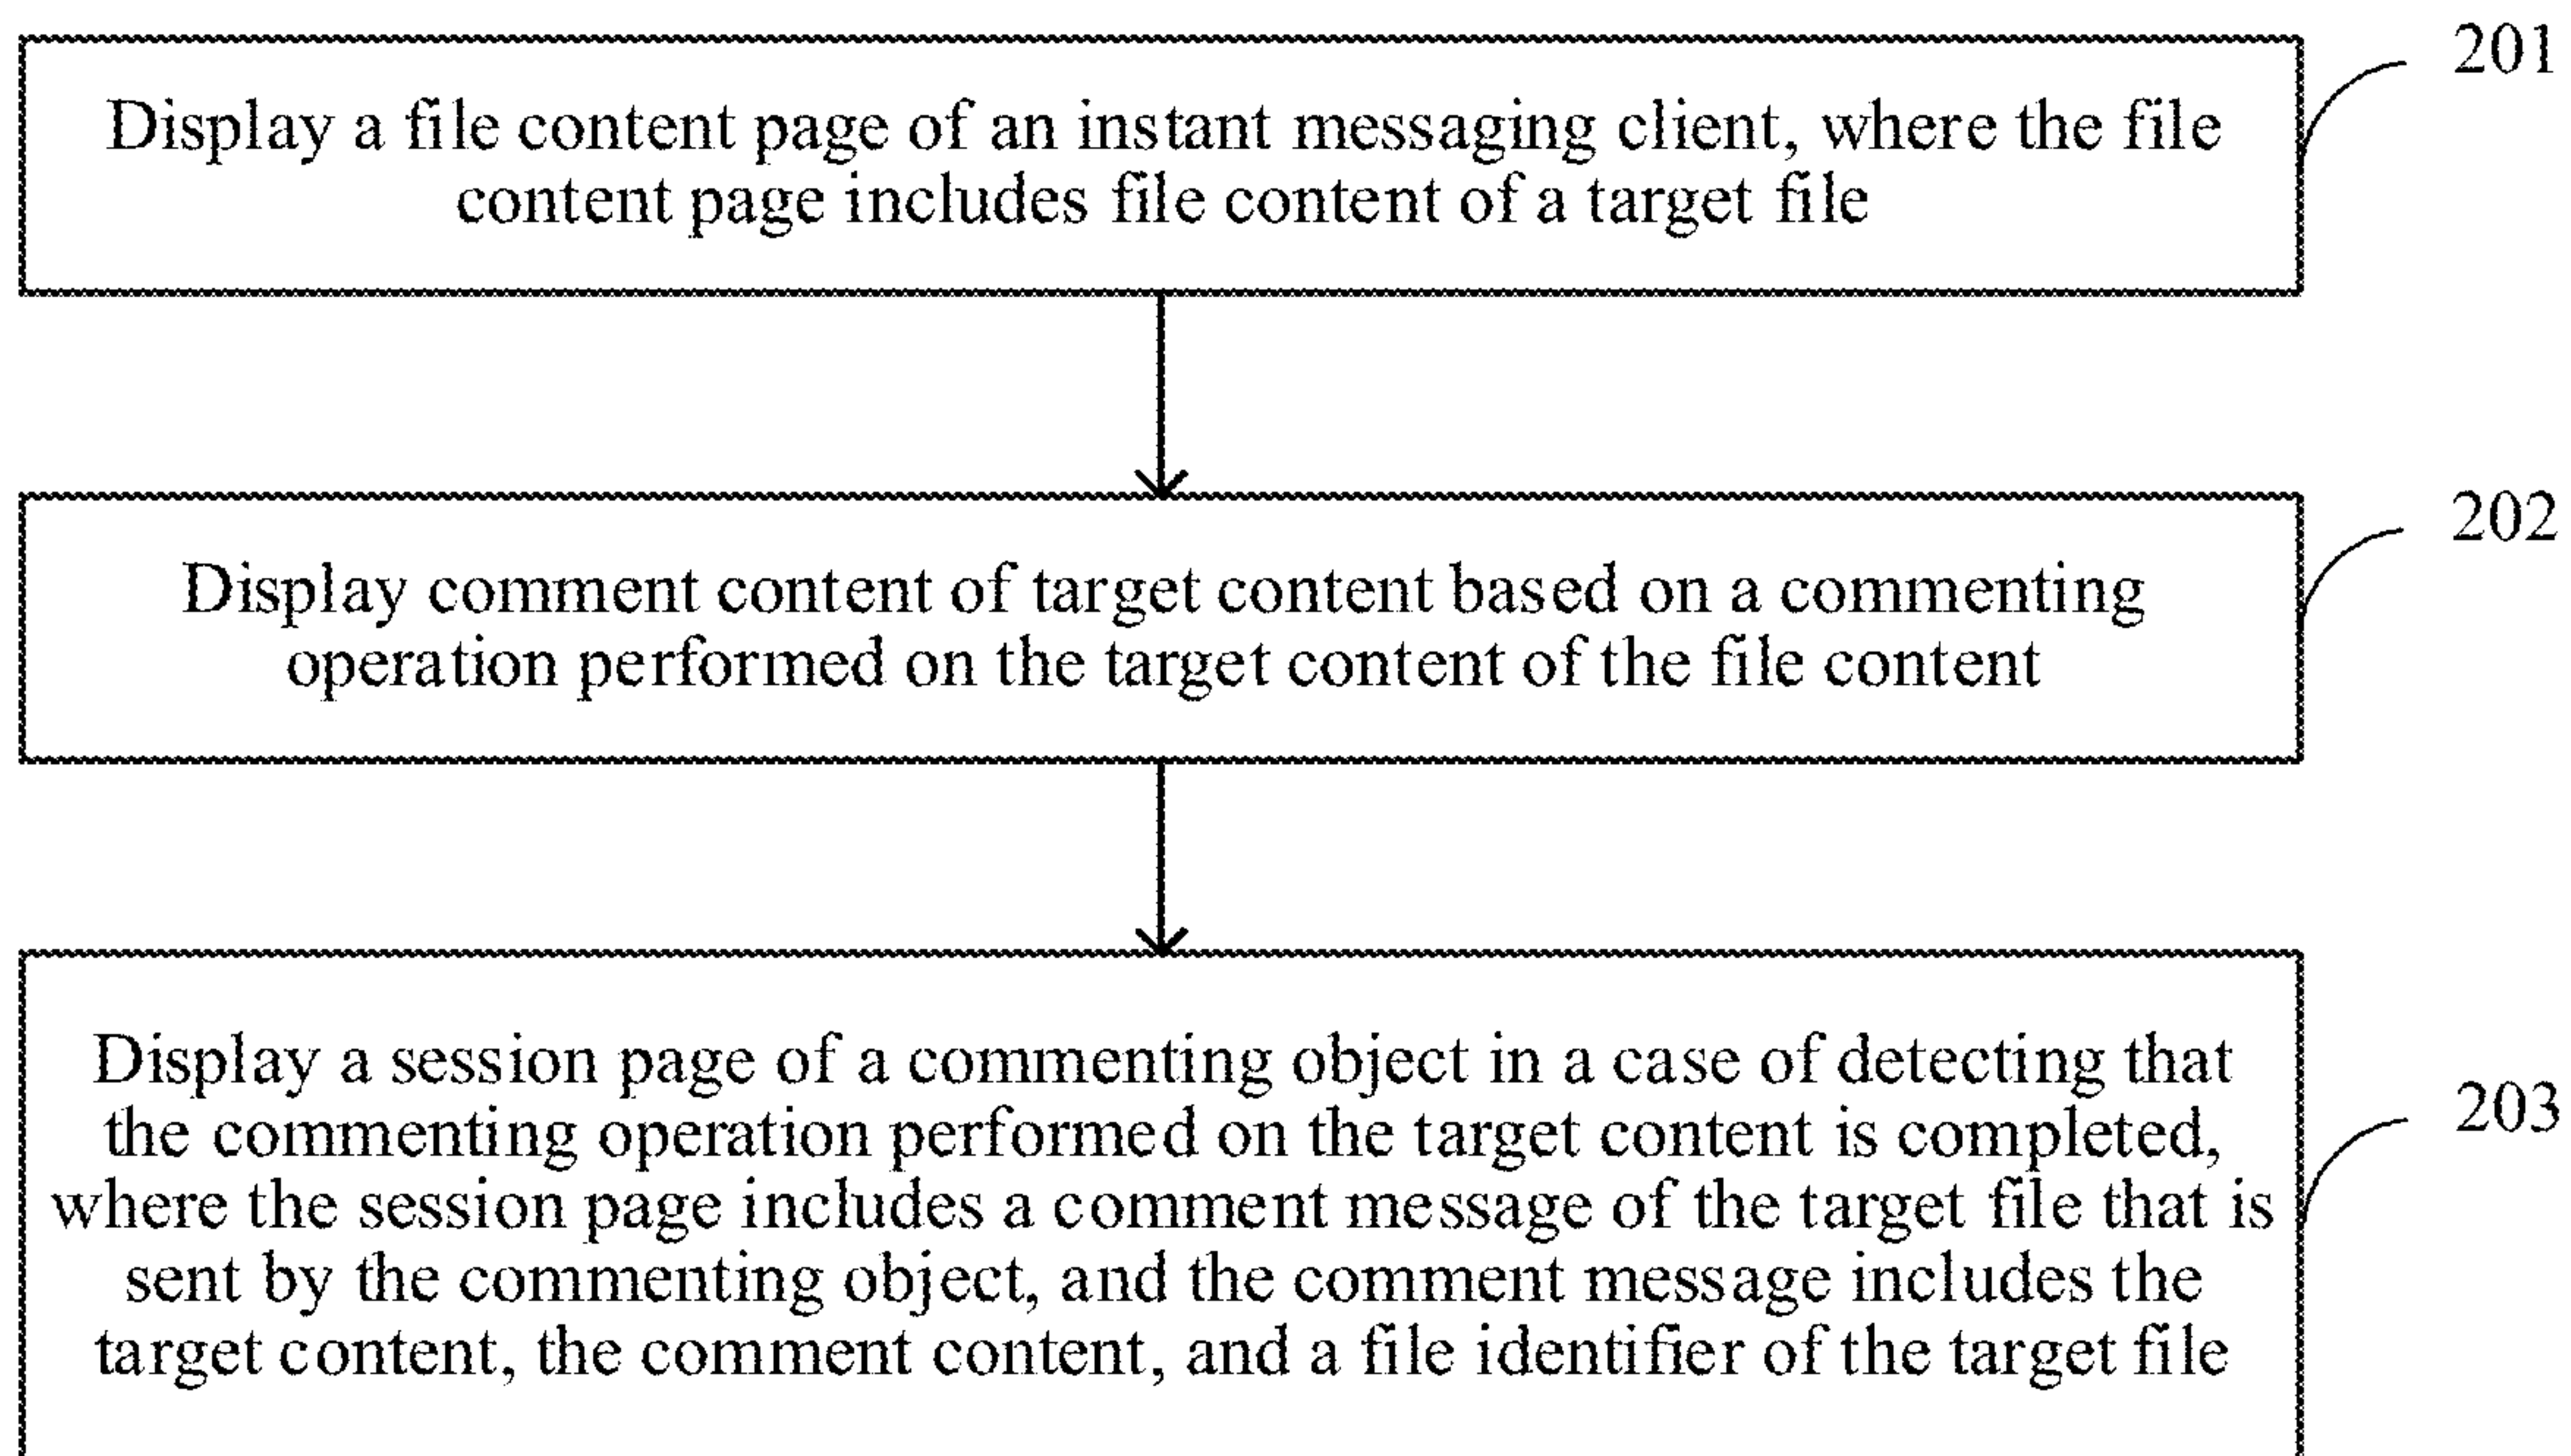 201
Display a file content page of an instant messaging client, where the file
content page includes file content of a target file
202
Display comment content of target content based on a commenting
operation performed on the target content of the file content
203
Display a session page of a commenting object in a case of detecting that
the commenting operation performed on the target content is completed,
where the session page includes a comment message of the target file that is
sent by the commenting object, and the comment message includes the
target content, the comment content, and a file identifier of the target file